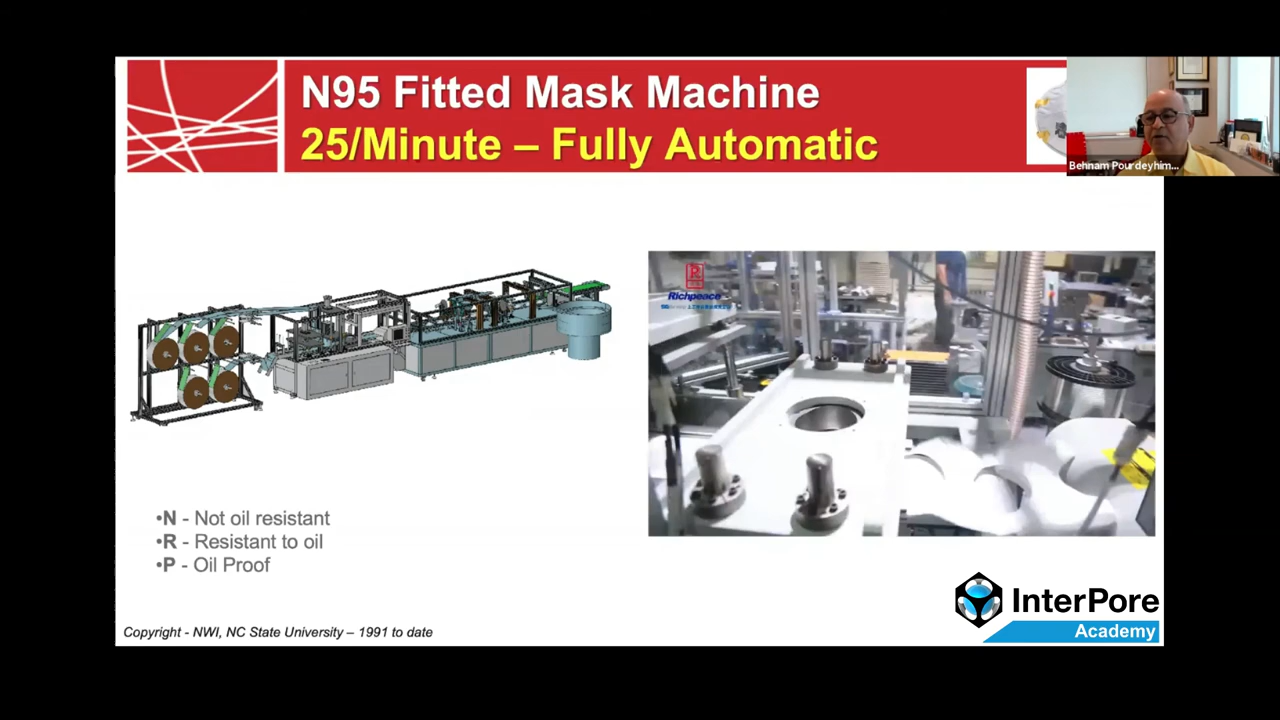 N95 Fitted Mask Machine
25/Minute – Fully Automatic
Behnam Pourdeyhim...
Richpeace
•N - Not oil resistant
•R - Resistant to oil
•P - Oil Proof
InterPore
Academy
Copyright - NWI, NC State University – 1991 to date